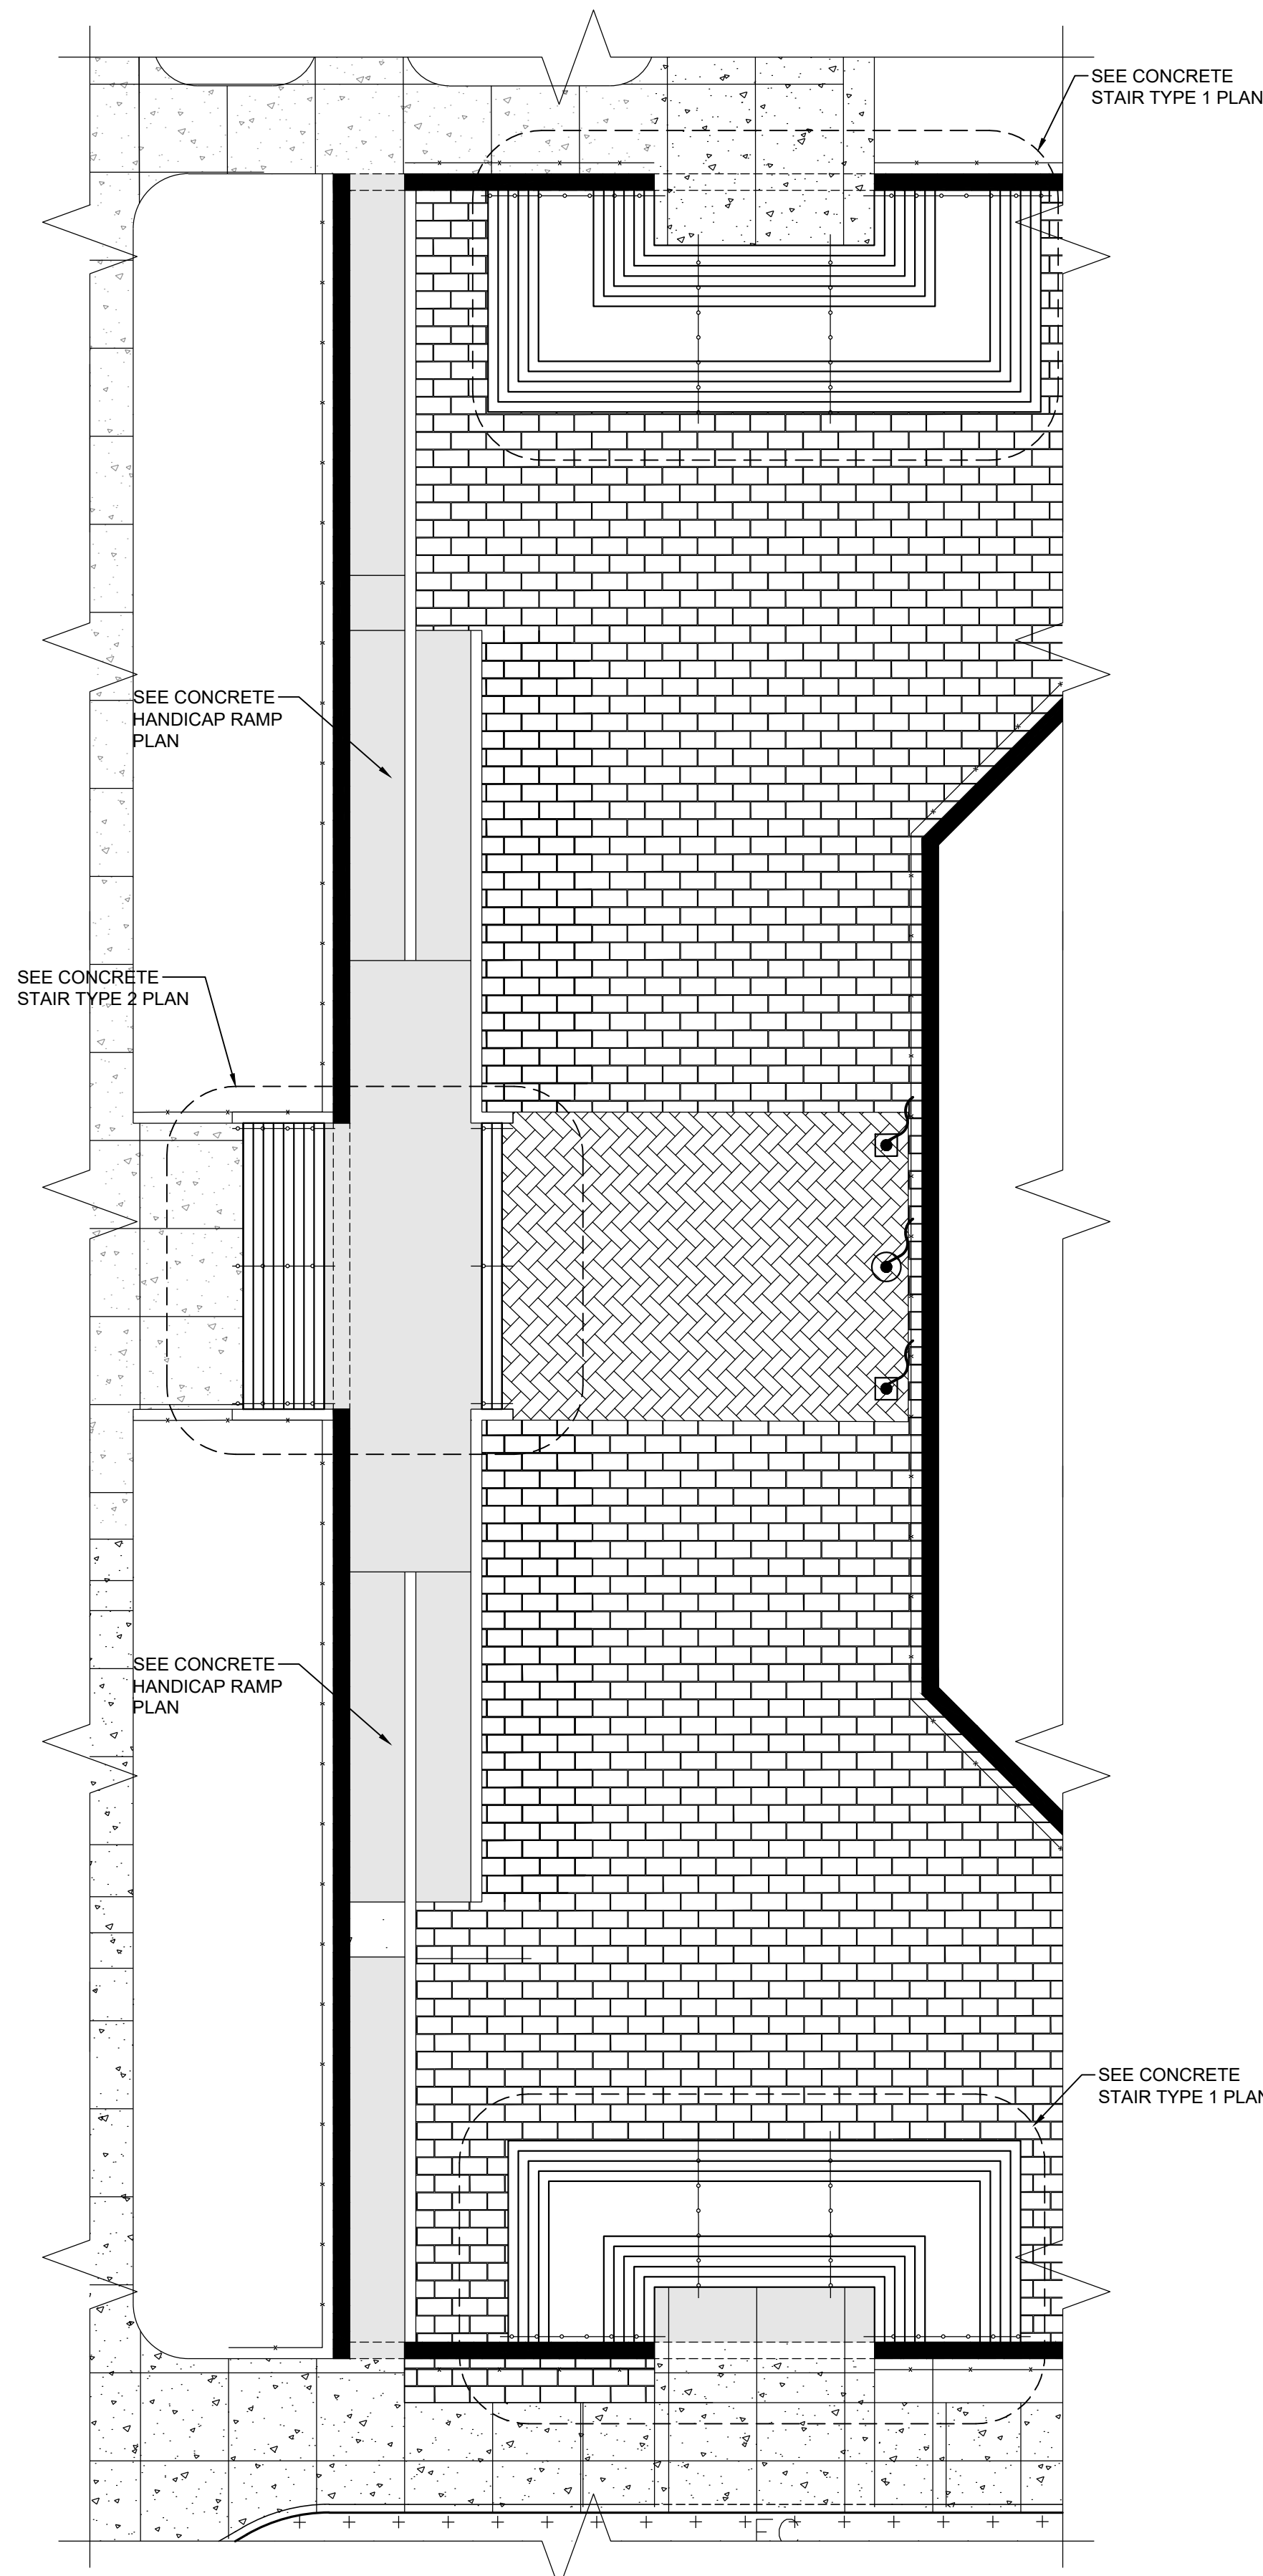 SEE CONCRETE
STAIR TYPE 1 PLAN
SEE CONCRETE
HANDICAP RAMP
PLAN
SEE CONCRETE
STAIR TYPE 2 PLAN
SEE CONCRETE
HANDICAP RAMP
PLAN
SEE CONCRETE
STAIR TYPE 1 PLAN